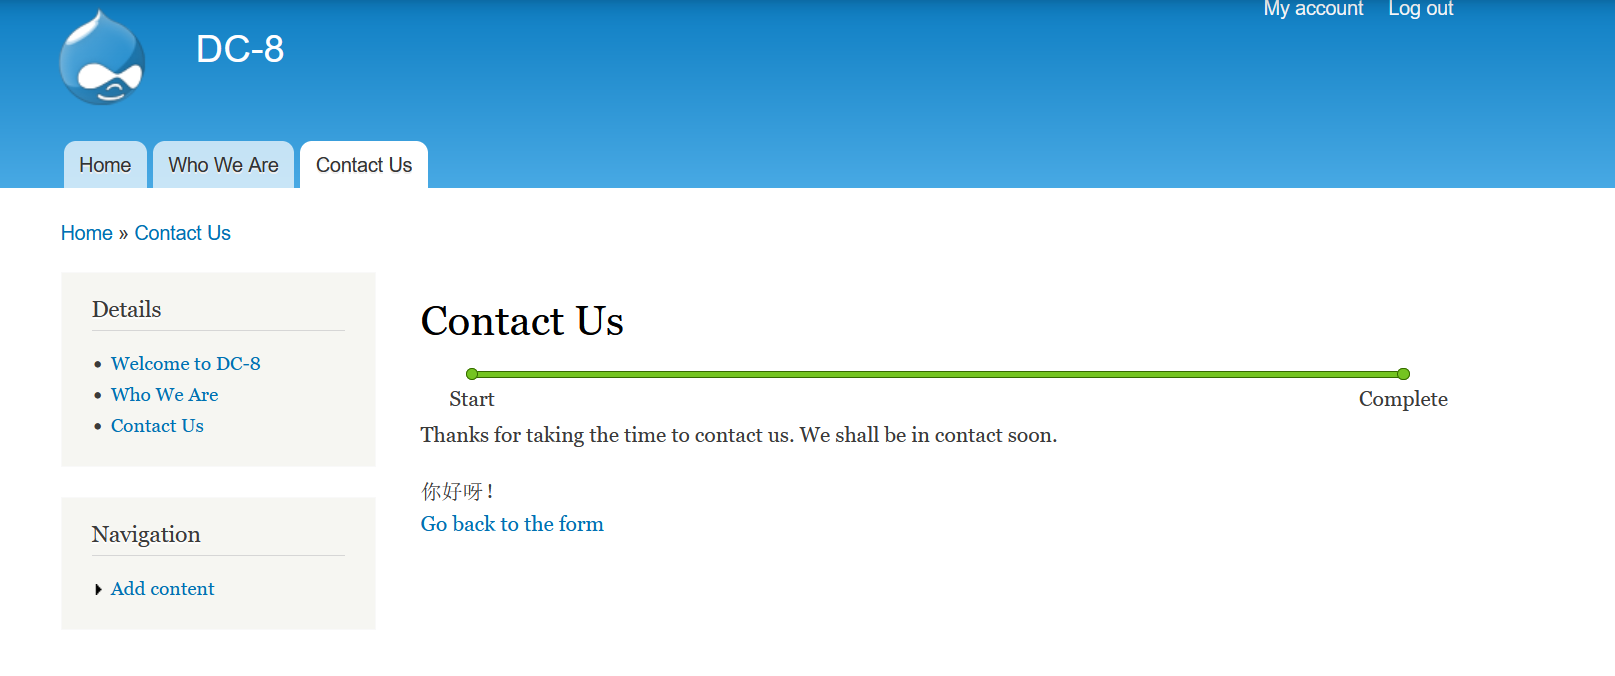 My account Log out
DC-8
Home Who We Are Contact Us
Home » Contact Us
Details
Welcome to DC-8
Who We Are
Contact Us
Navigation
Add content
Contact Us
Start Complete
Thanks for taking the time to contact us. We shall be in contact soon.
你好呀！
Go back to the form